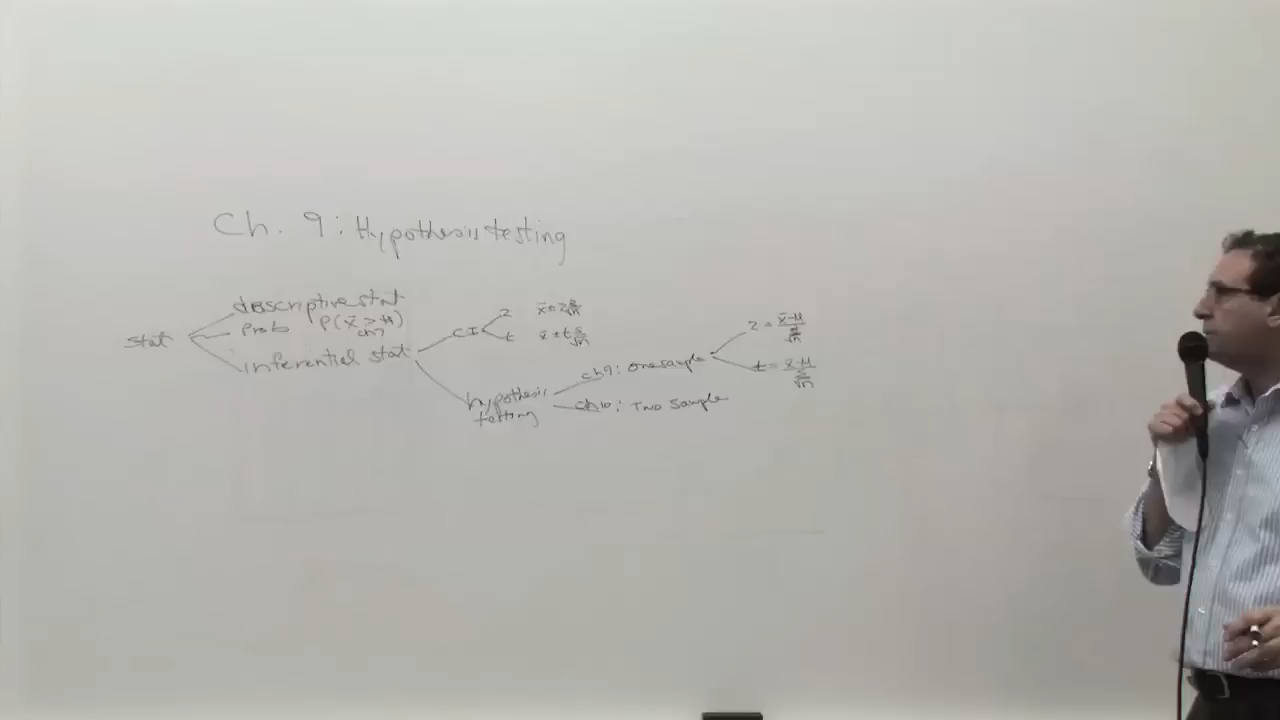 Ch. 9: Hypothesis testing
stat
descriptive stat
Prob P(x̄ > #)
ch7
inferential stat
CI
z x̄ ± z σ/√n
t x̄ ± t s/√n
hypothesis
testing
ch9: one sample
z = (x̄-μ)/(σ/√n)
t = (x̄-μ)/(s/√n)
ch10: Two sample